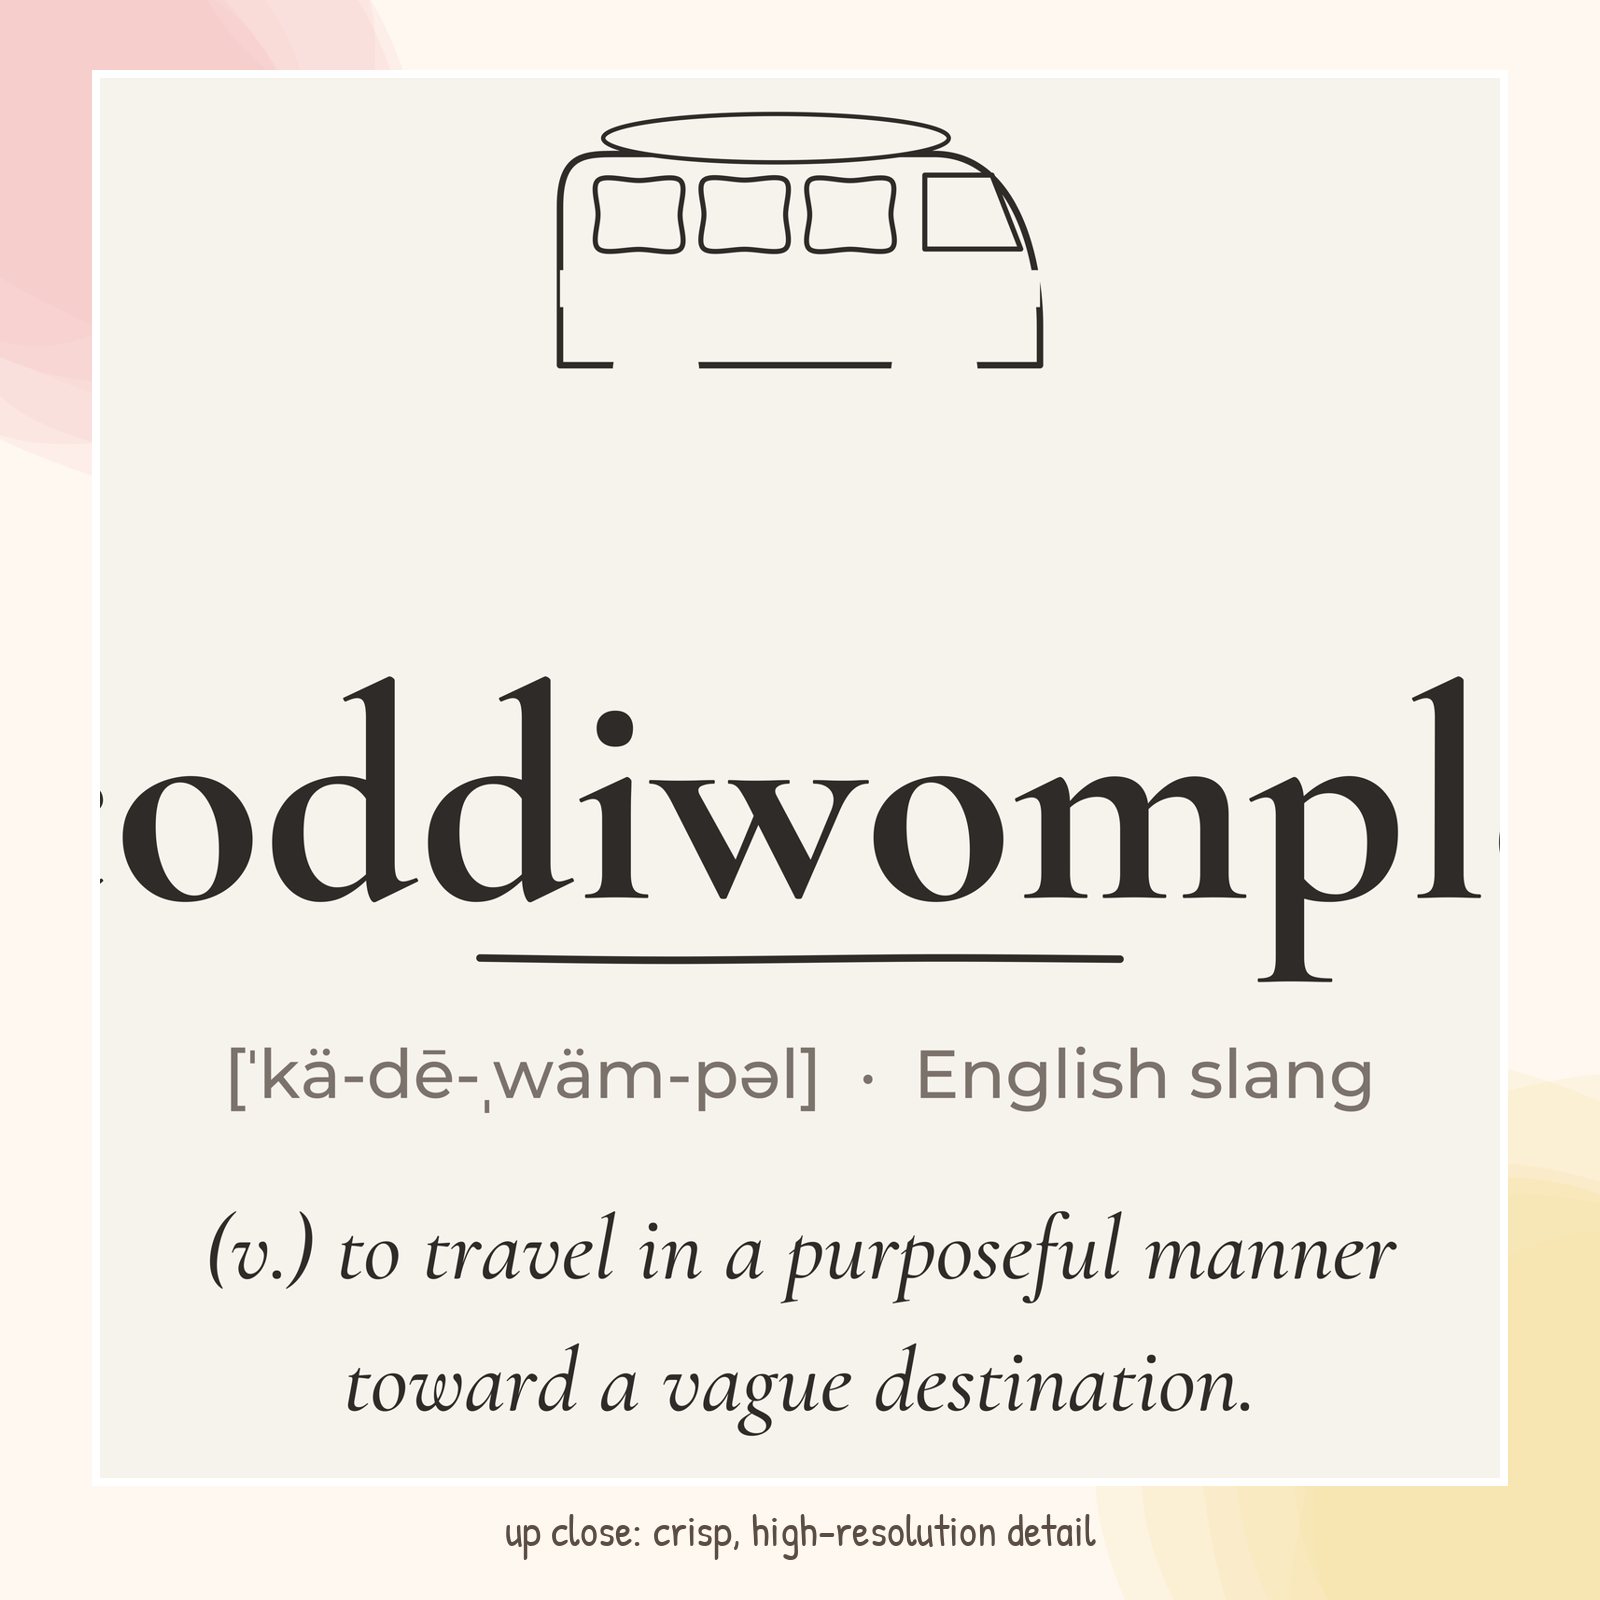 coddiwomple
[ˈkä-dē-ˌwäm-pəl] · English slang
(v.) to travel in a purposeful manner
toward a vague destination.
up close: crisp, high-resolution detail